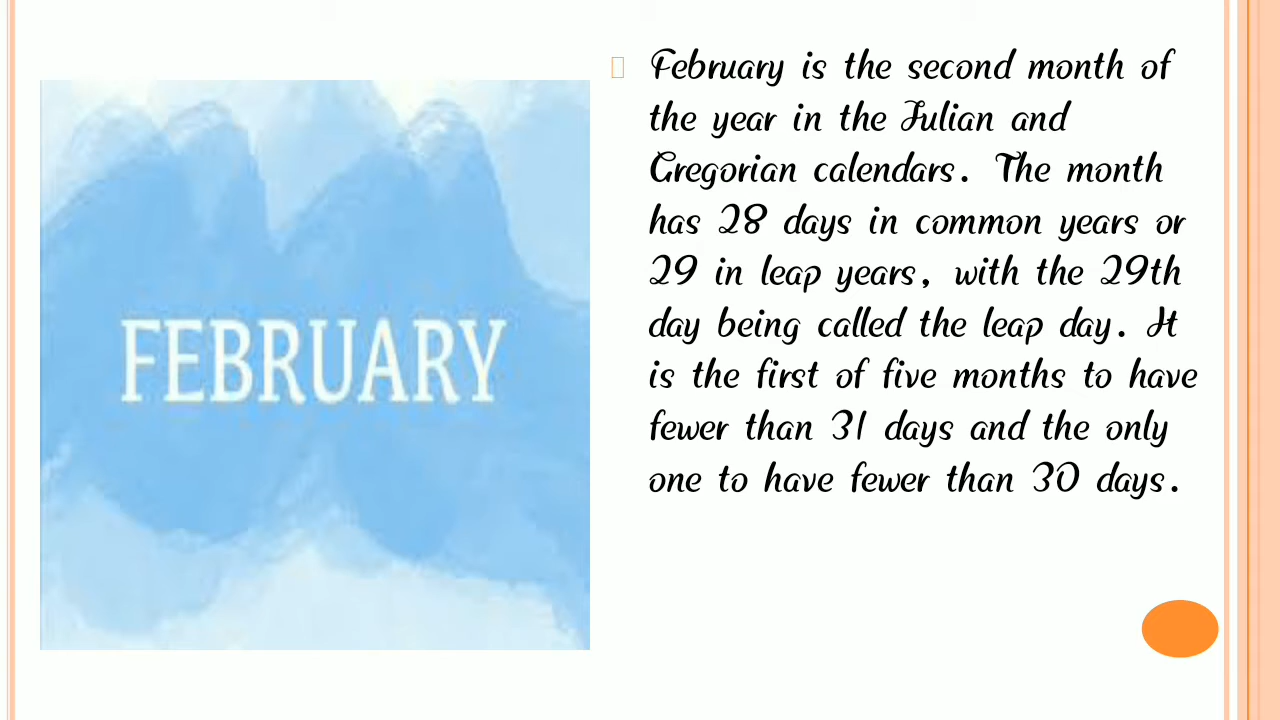 FEBRUARY
February is the second month of
the year in the Julian and
Gregorian calendars. The month
has 28 days in common years or
29 in leap years, with the 29th
day being called the leap day. It
is the first of five months to have
fewer than 31 days and the only
one to have fewer than 30 days.